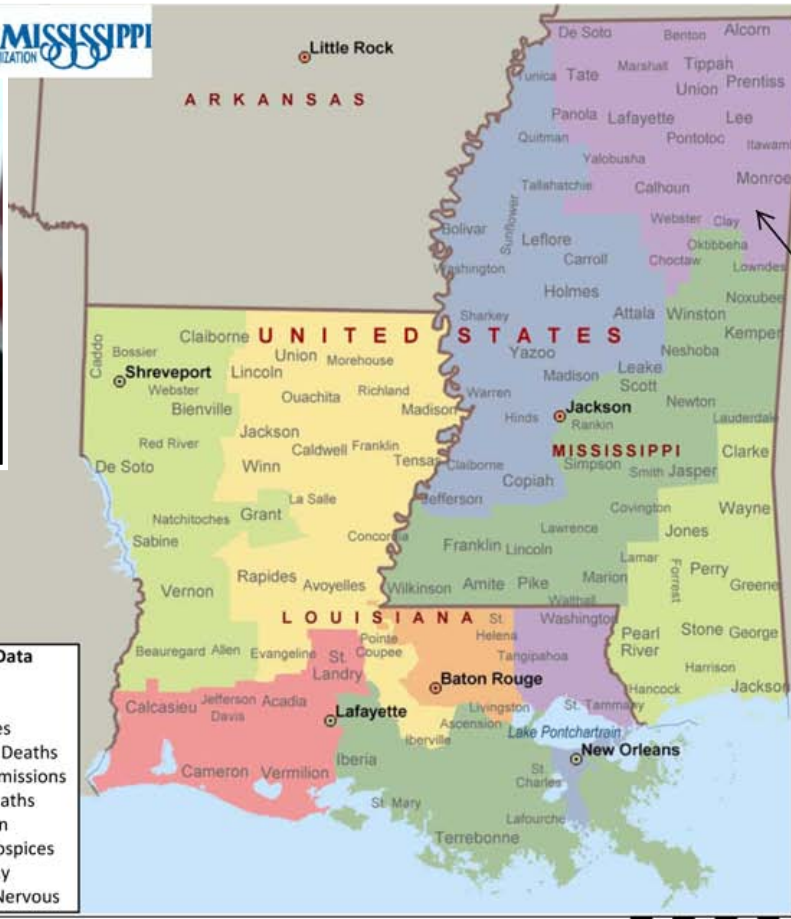 MISSISSIPPI
IZATION
Little Rock
ARKANSAS
De Soto
Benton
Alcorn
Tunica
Tate
Marshall
Tippah
Union
Prentiss
Panola
Lafayette
Lee
Quitman
Pontotoc
Itawam
Yalobusha
Tallahatchie
Calhoun
Monroe
Sunflower
Bolivar
Webster
Clay
Leflore
Oktibbeha
Washington
Carroll
Choctaw
Lowndes
Holmes
Noxubee
Sharkey
Attala
Winston
UNITED STATES
Kemper
Yazoo
Neshoba
Madison
Leake
Scott
Warren
Newton
Hinds
Jackson
Rankin
Lauderdale
MISSISSIPPI
Clarke
Claiborne
Simpson
Smith
Jasper
Copiah
Jefferson
Covington
Wayne
Lawrence
Jones
Franklin
Lincoln
Lamar
Forrest
Perry
Wilkinson
Amite
Pike
Marion
Greene
Walthall
Pearl
River
Stone
George
Harrison
Hancock
Jackson
Caddo
Bossier
Claiborne
Union
Morehouse
Shreveport
Lincoln
Webster
Ouachita
Richland
Bienville
Madison
Jackson
Red River
Caldwell
Franklin
De Soto
Winn
Tensas
La Salle
Natchitoches
Grant
Sabine
Concordia
Vernon
Rapides
Avoyelles
LOUISIANA
St.
Helena
Washington
Pointe
Coupee
Beauregard
Allen
Evangeline
St.
Landry
Tangipahoa
Baton Rouge
Calcasieu
Jefferson
Davis
Acadia
Lafayette
Livingston
St. Tammany
Ascension
Lake Pontchartrain
Iberville
New Orleans
Cameron
Vermilion
Iberia
St.
Charles
St Mary
Lafourche
Terrebonne
Data
es
Deaths
missions
aths
n
ospices
y
Nervous